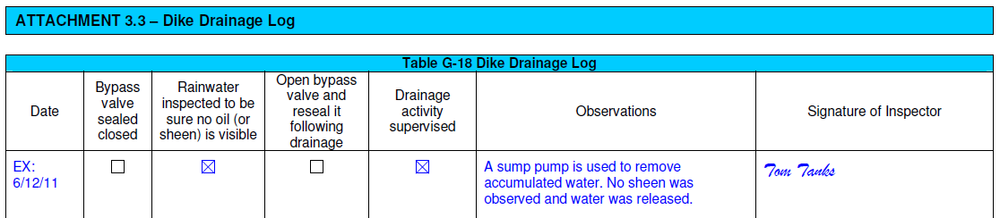 ATTACHMENT 3.3 – Dike Drainage Log
Table G-18 Dike Drainage Log
Date
Bypass
valve
sealed
closed
Rainwater
inspected to be
sure no oil (or
sheen) is visible
Open bypass
valve and
reseal it
following
drainage
Drainage
activity
supervised
Observations
Signature of Inspector
EX:
6/12/11
☐
☒
☐
☒
A sump pump is used to remove
accumulated water. No sheen was
observed and water was released.
Tom Tanks